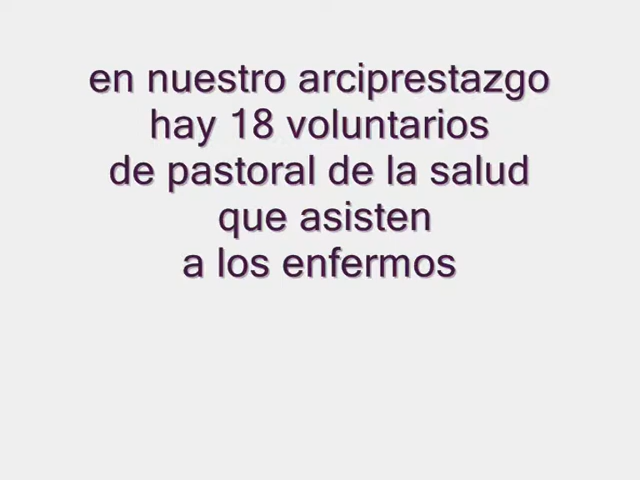 en nuestro arciprestazgo
hay 18 voluntarios
de pastoral de la salud
que asisten
a los enfermos